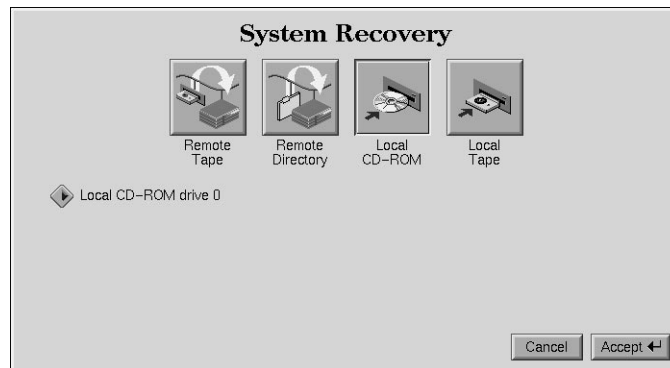 System Recovery
Remote
Tape
Remote
Directory
Local
CD-ROM
Local
Tape
Local CD-ROM drive 0
Cancel
Accept